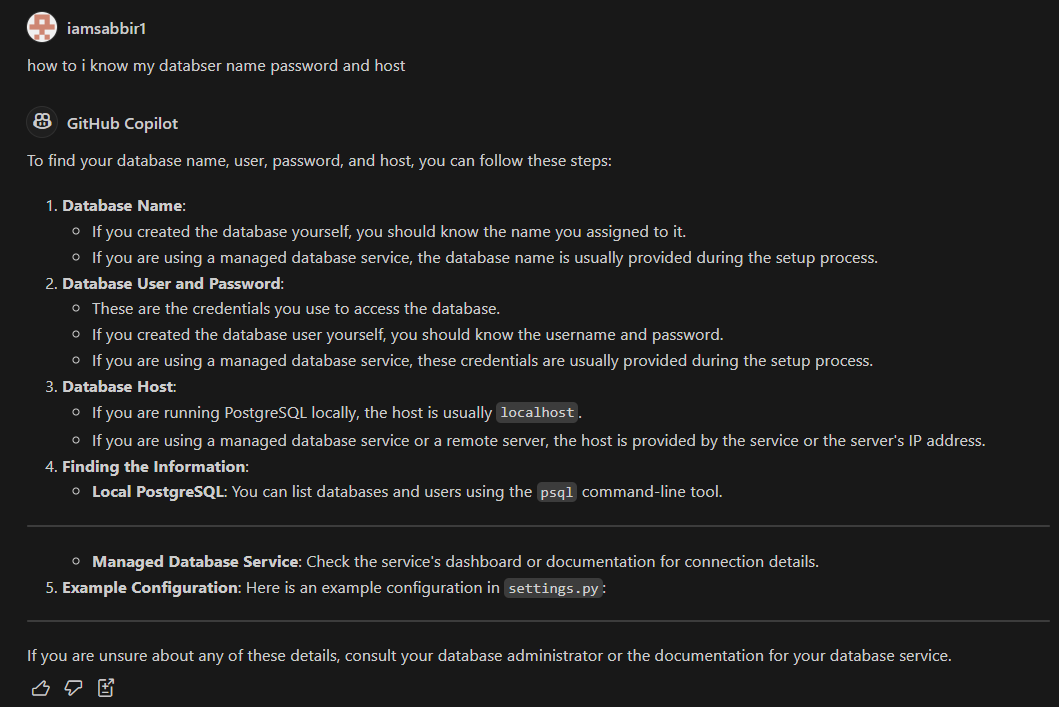 iamsabbir1
how to i know my databser name password and host
GitHub Copilot
To find your database name, user, password, and host, you can follow these steps:
1. Database Name:
◦ If you created the database yourself, you should know the name you assigned to it.
◦ If you are using a managed database service, the database name is usually provided during the setup process.
2. Database User and Password:
◦ These are the credentials you use to access the database.
◦ If you created the database user yourself, you should know the username and password.
◦ If you are using a managed database service, these credentials are usually provided during the setup process.
3. Database Host:
◦ If you are running PostgreSQL locally, the host is usually localhost.
◦ If you are using a managed database service or a remote server, the host is provided by the service or the server's IP address.
4. Finding the Information:
◦ Local PostgreSQL: You can list databases and users using the psql command-line tool.
◦ Managed Database Service: Check the service's dashboard or documentation for connection details.
5. Example Configuration: Here is an example configuration in settings.py:
If you are unsure about any of these details, consult your database administrator or the documentation for your database service.